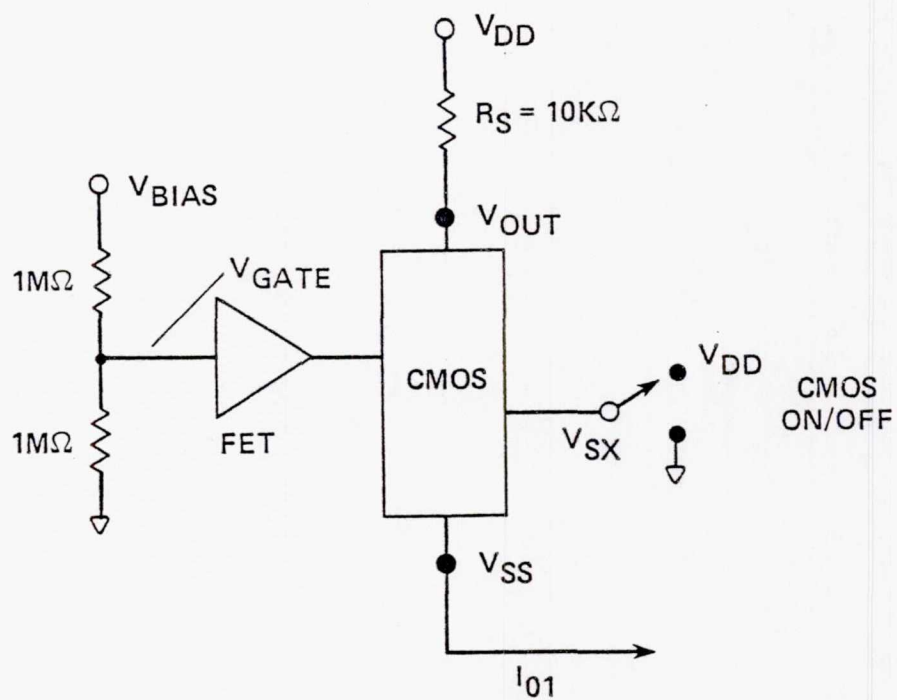 VDD
RS = 10KΩ
VBIAS
VOUT
1MΩ
VGATE
VDD
CMOS
CMOS
ON/OFF
1MΩ
FET
VSX
VSS
I01